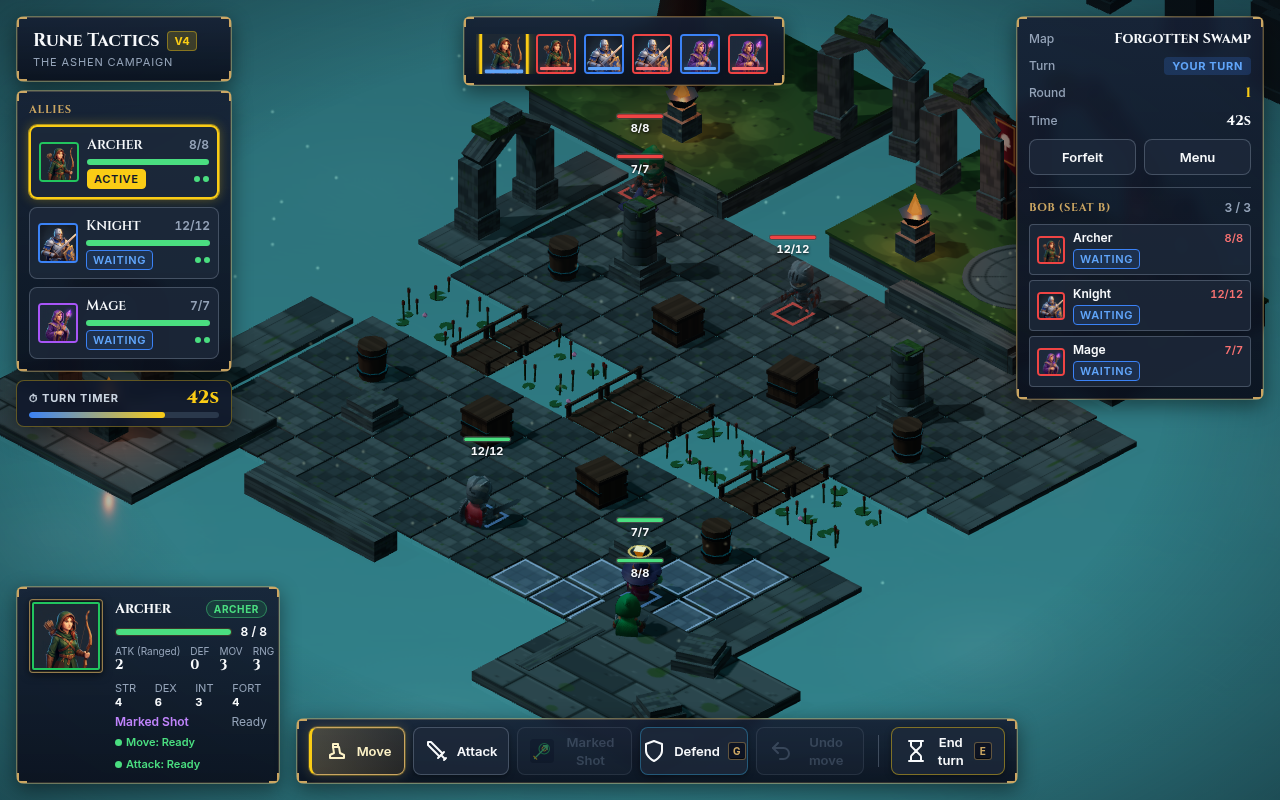 Rune Tactics V4
THE ASHEN CAMPAIGN
ALLIES
Archer 8/8
ACTIVE
Knight 12/12
WAITING
Mage 7/7
WAITING
TURN TIMER 42s
Map Forgotten Swamp
Turn YOUR TURN
Round 1
Time 42s
Forfeit Menu
BOB (SEAT B) 3 / 3
Archer 8/8
WAITING
Knight 12/12
WAITING
Mage 7/7
WAITING
8/8
7/7
12/12
12/12
7/7
8/8
Archer ARCHER
8 / 8
ATK (Ranged) DEF MOV RNG
2 0 3 3
STR DEX INT FORT
4 6 3 4
Marked Shot Ready
Move: Ready
Attack: Ready
Move Attack Marked Shot Defend G Undo move End turn E